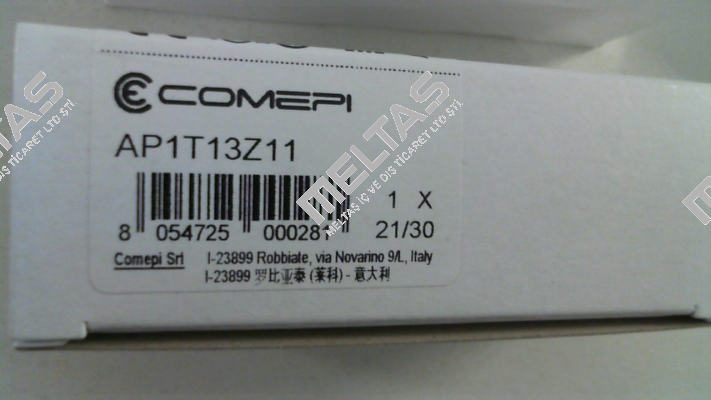 COMEPI
AP1T13Z11
8 054725 000281
1 X
21/30
Comepi Srl I-23899 Robbiate, via Novarino 9/L, Italy
I-23899 罗比亚泰 (莱科) - 意大利
MELTAS
MELTAŞ İÇ VE DIŞ TİCARET LTD ŞTİ.